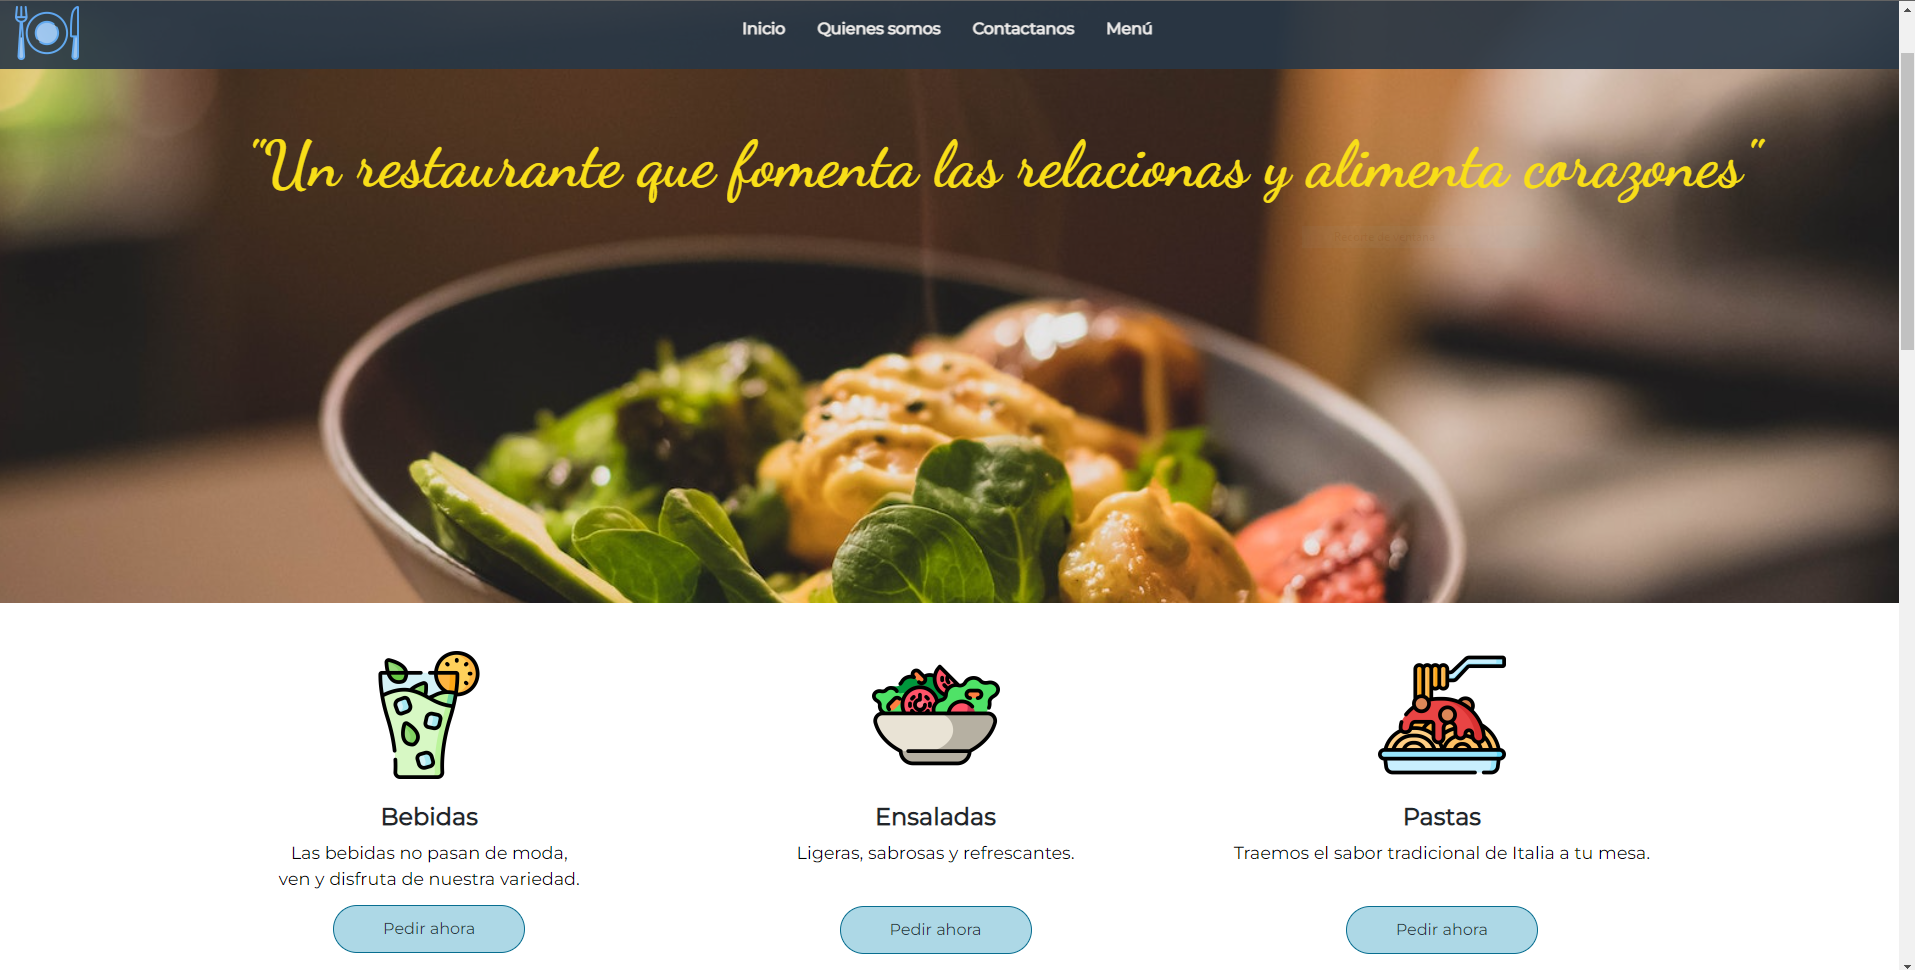 Inicio Quienes somos Contactanos Menú
"Un restaurante que fomenta las relacionas y alimenta corazones"
Bebidas
Las bebidas no pasan de moda,
ven y disfruta de nuestra variedad.
Pedir ahora
Ensaladas
Ligeras, sabrosas y refrescantes.
Pedir ahora
Pastas
Traemos el sabor tradicional de Italia a tu mesa.
Pedir ahora